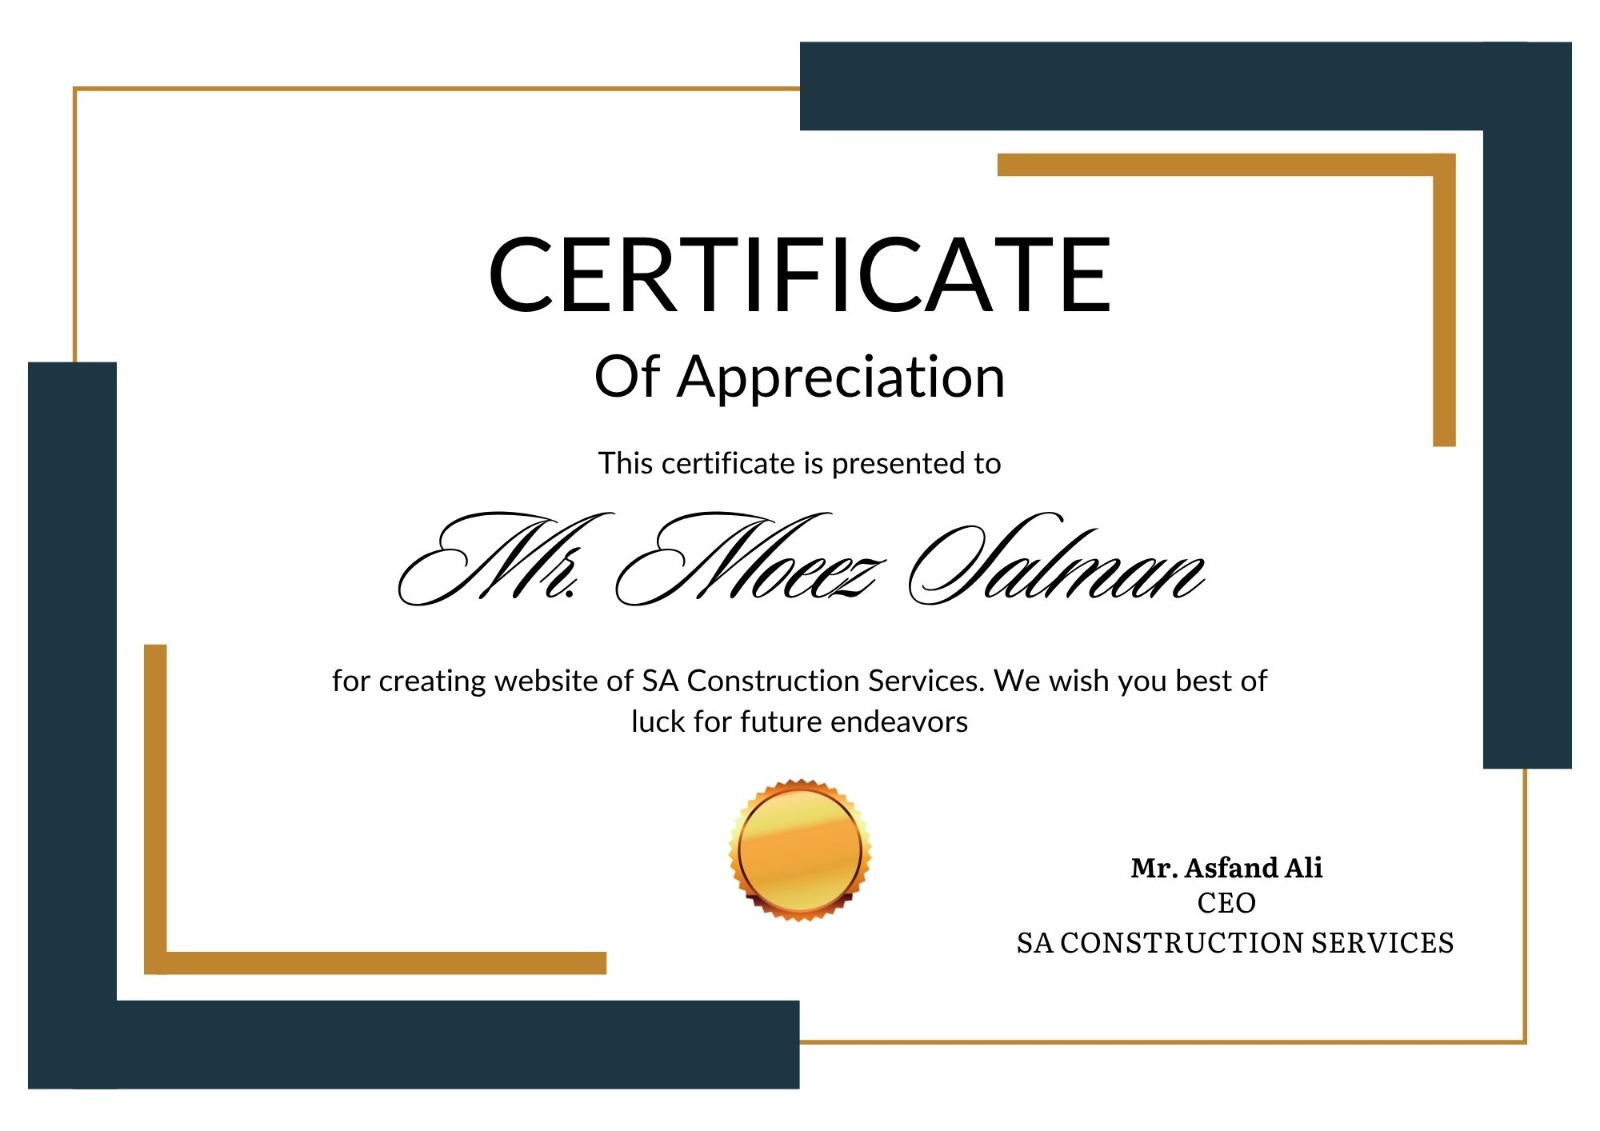 CERTIFICATE
Of Appreciation
This certificate is presented to
Mr. Moeez Salman
for creating website of SA Construction Services. We wish you best of
luck for future endeavors
Mr. Asfand Ali
CEO
SA CONSTRUCTION SERVICES